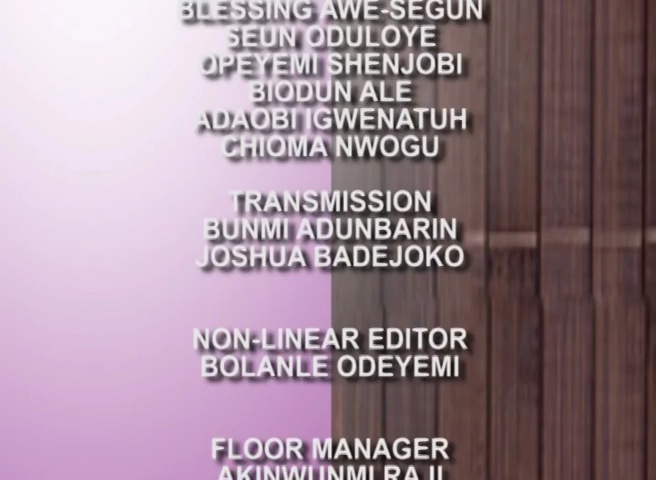 BLESSING AWE-SEGUN
SEUN ODULOYE
OPEYEMI SHENJOBI
BIODUN ALE
ADAOBI IGWENATUH
CHIOMA NWOGU
TRANSMISSION
BUNMI ADUNBARIN
JOSHUA BADEJOKO
NON-LINEAR EDITOR
BOLANLE ODEYEMI
FLOOR MANAGER
AKINWUNMI RAJI